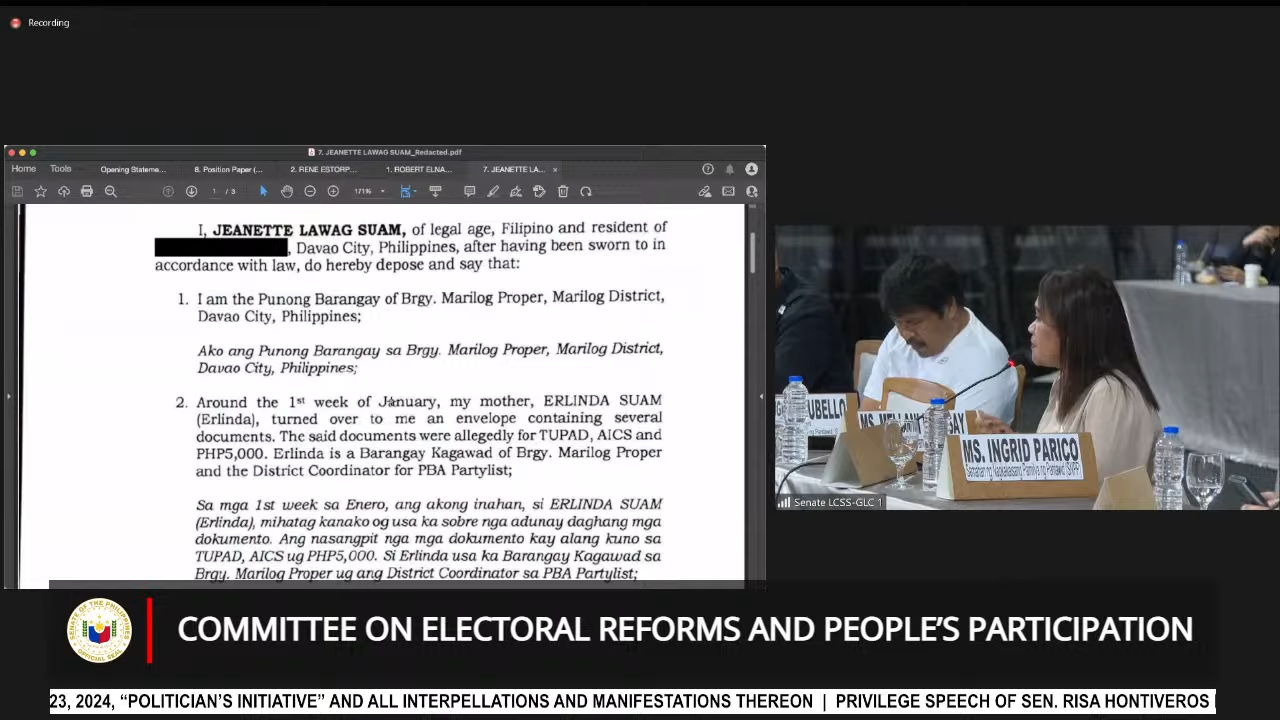 Recording
7. JEANETTE LAWAG SUAM_Redacted.pdf
Home Tools Opening Stateme... 8. Position Paper (... 2. RENE ESTORP... 1. ROBERT ELNA... 7. JEANETTE LA... ×
1 / 3 171%
I, JEANETTE LAWAG SUAM, of legal age, Filipino and resident of
, Davao City, Philippines, after having been sworn to in
accordance with law, do hereby depose and say that:
1. I am the Punong Barangay of Brgy. Marilog Proper, Marilog District,
Davao City, Philippines;
Ako ang Punong Barangay sa Brgy. Marilog Proper, Marilog District,
Davao City, Philippines;
2. Around the 1st week of January, my mother, ERLINDA SUAM
(Erlinda), turned over to me an envelope containing several
documents. The said documents were allegedly for TUPAD, AICS and
PHP5,000. Erlinda is a Barangay Kagawad of Brgy. Marilog Proper
and the District Coordinator for PBA Partylist;
Sa mga 1st week sa Enero, ang akong inahan, si ERLINDA SUAM
(Erlinda), mihatag kanako og usa ka sobre nga adunay daghang mga
dokumento. Ang nasangpit nga mga dokumento kay alang kuno sa
TUPAD, AICS ug PHP5,000. Si Erlinda usa ka Barangay Kagawad sa
Brgy. Marilog Proper ug ang District Coordinator sa PBA Partylist;
UBELLO
MS.
MS. INGRID PARICO
Senate LCSS-GLC 1
SENATE OF THE PHILIPPINES
OFFICIAL SEAL
COMMITTEE ON ELECTORAL REFORMS AND PEOPLE'S PARTICIPATION
23, 2024, “POLITICIAN’S INITIATIVE” AND ALL INTERPELLATIONS AND MANIFESTATIONS THEREON | PRIVILEGE SPEECH OF SEN. RISA HONTIVEROS